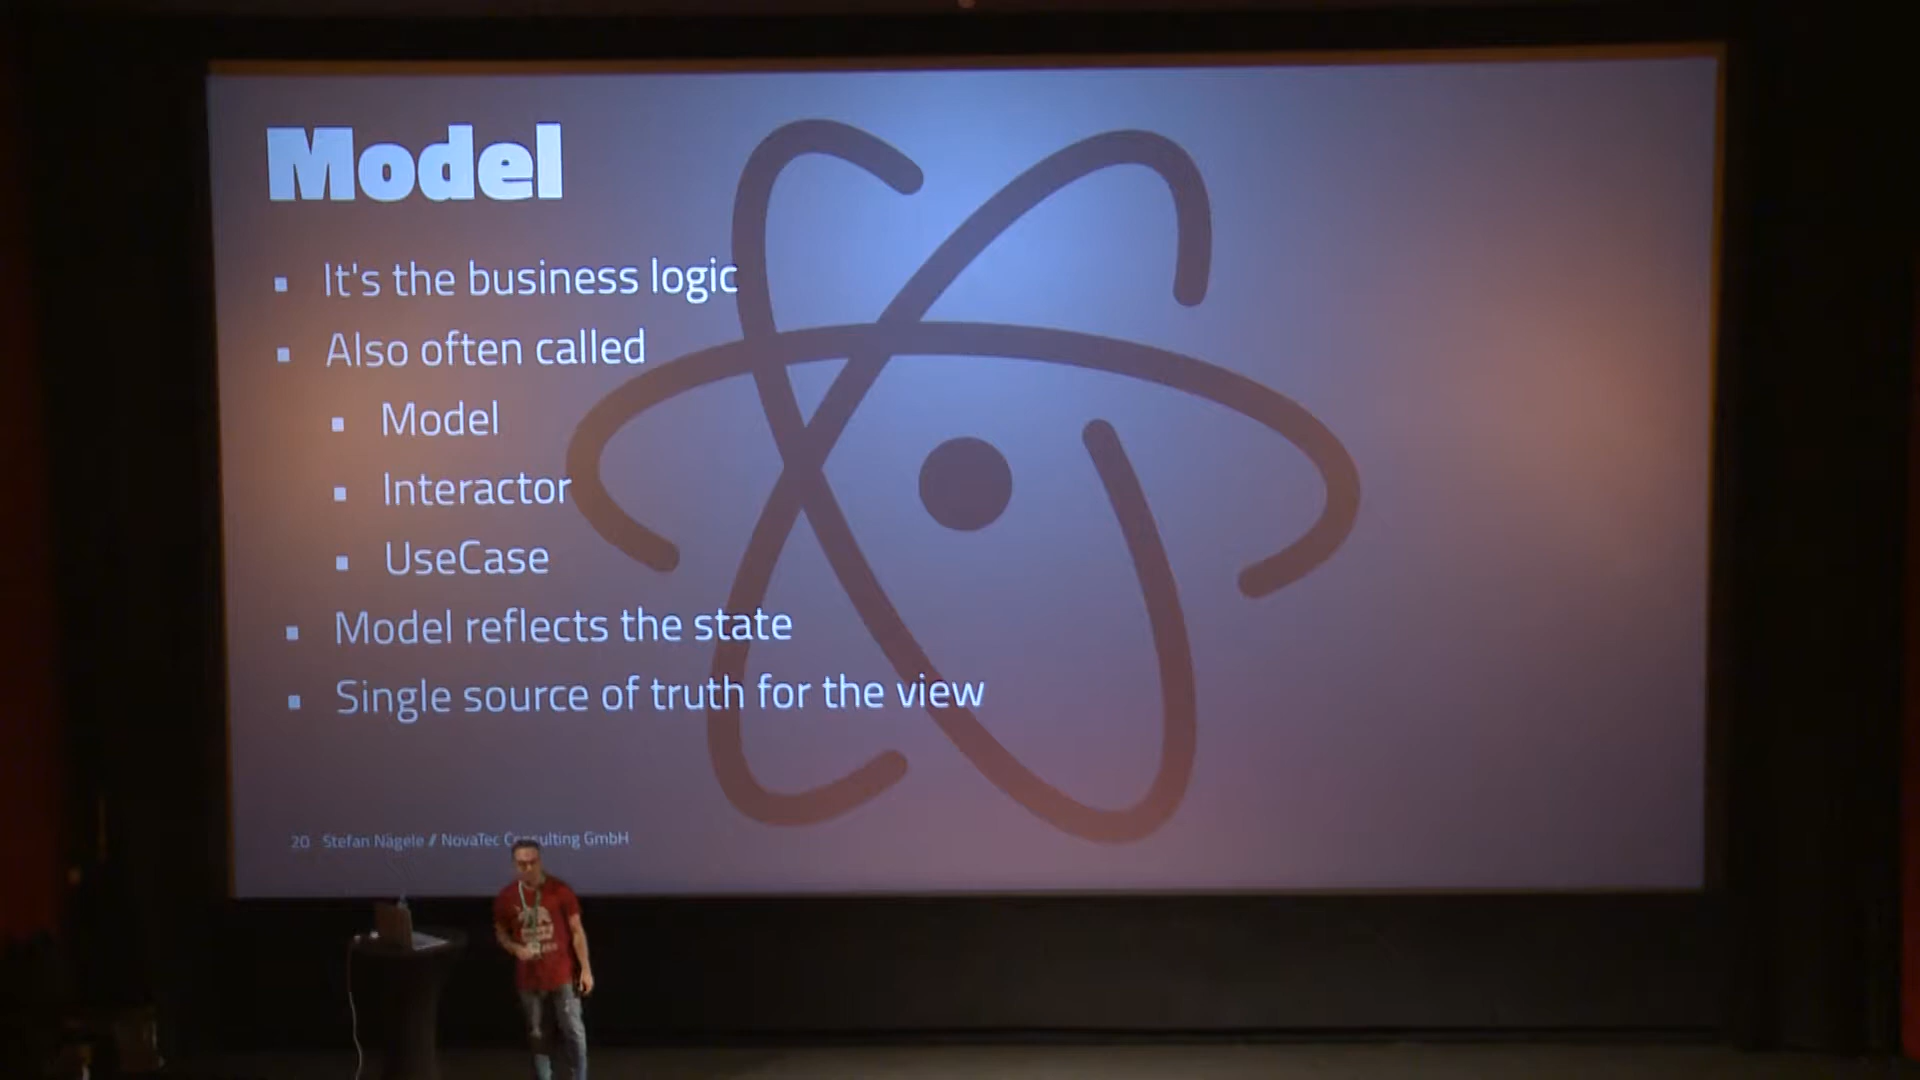 Model
It's the business logic
Also often called
Model
Interactor
UseCase
Model reflects the state
Single source of truth for the view
20 Stefan Nägele // NovaTec Consulting GmbH